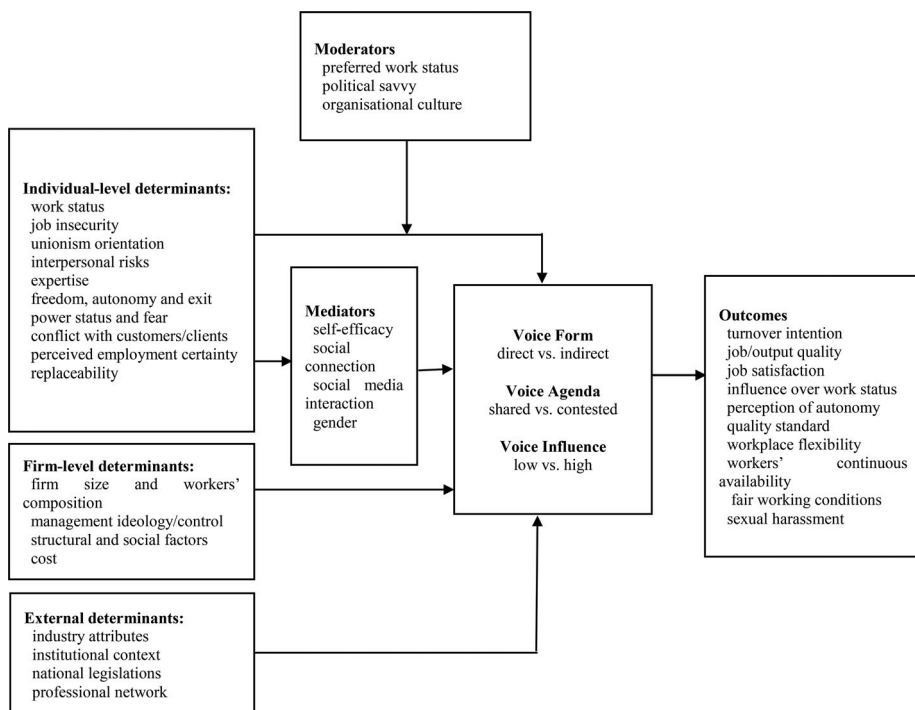 Moderators
preferred work status
political savvy
organisational culture
Individual-level determinants:
work status
job insecurity
unionism orientation
interpersonal risks
expertise
freedom, autonomy and exit
power status and fear
conflict with customers/clients
perceived employment certainty
replaceability
Mediators
self-efficacy
social
connection
social media
interaction
gender
Voice Form
direct vs. indirect
Voice Agenda
shared vs. contested
Voice Influence
low vs. high
Outcomes
turnover intention
job/output quality
job satisfaction
influence over work status
perception of autonomy
quality standard
workplace flexibility
workers' continuous
availability
fair working conditions
sexual harassment
Firm-level determinants:
firm size and workers'
composition
management ideology/control
structural and social factors
cost
External determinants:
industry attributes
institutional context
national legislations
professional network